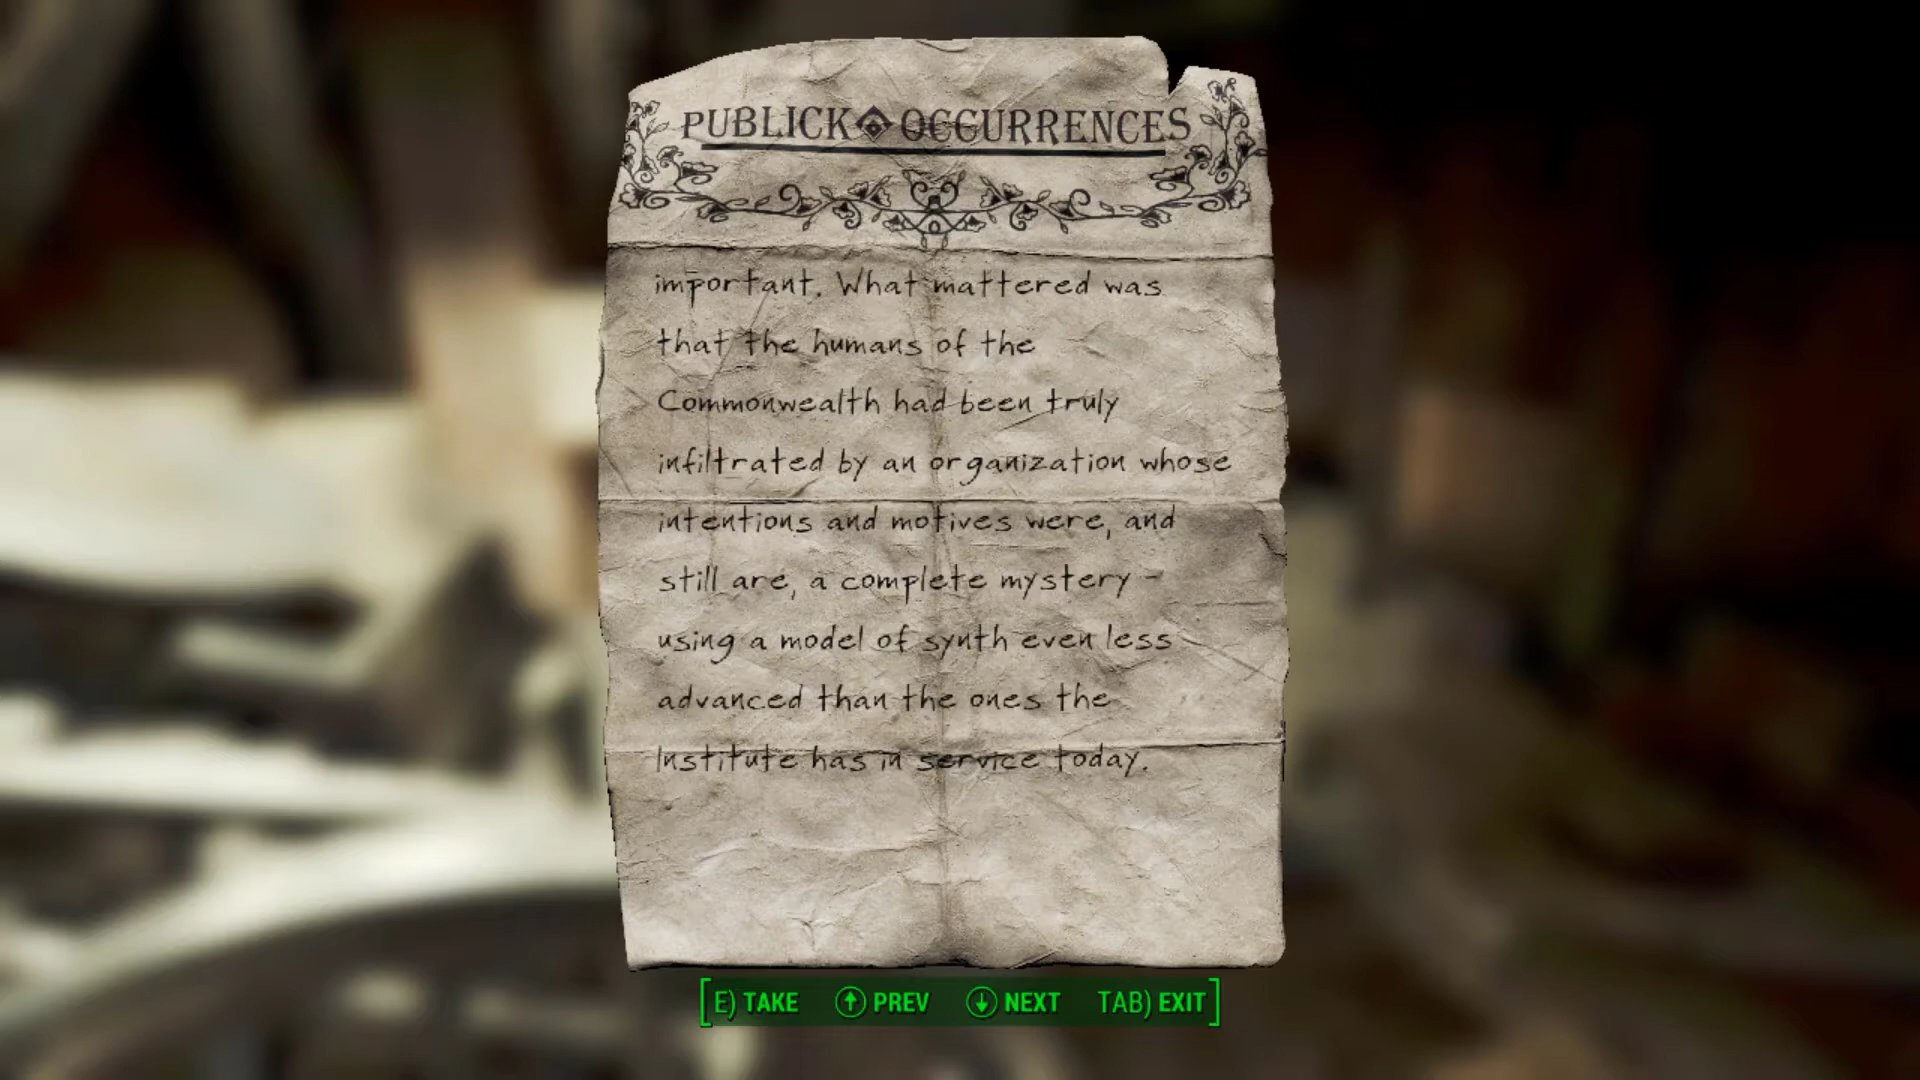 PUBLICK OCCURRENCES
important. What mattered was
that the humans of the
Commonwealth had been truly
infiltrated by an organization whose
intentions and motives were, and
still are, a complete mystery -
using a model of synth even less
advanced than the ones the
Institute has in service today.
E) TAKE PREV NEXT TAB) EXIT